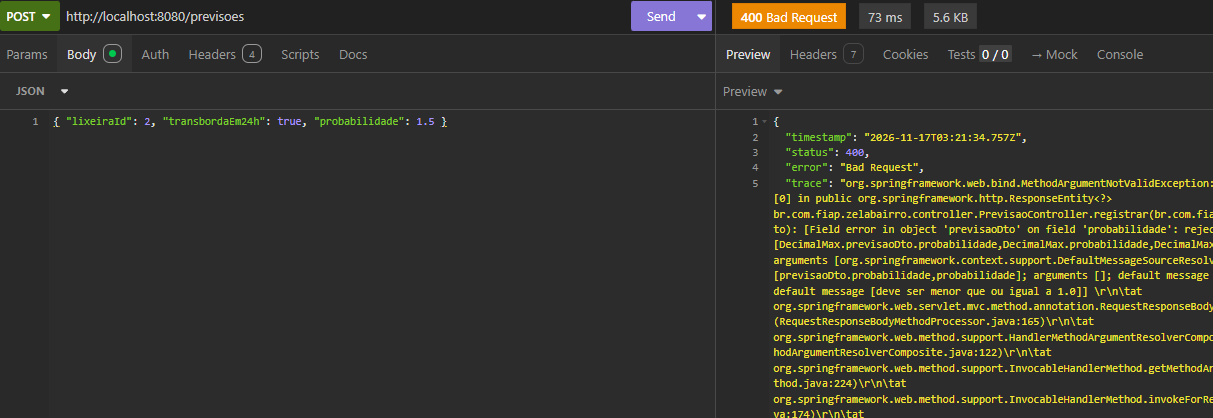 POST http://localhost:8080/previsoes Send 400 Bad Request 73 ms 5.6 KB
Params Body Auth Headers 4 Scripts Docs Preview Headers 7 Cookies Tests 0 / 0 → Mock Console
JSON Preview
1 { "lixeiraId": 2, "transbordaEm24h": true, "probabilidade": 1.5 }
1 {
2 "timestamp": "2026-11-17T03:21:34.757Z",
3 "status": 400,
4 "error": "Bad Request",
5 "trace": "org.springframework.web.bind.MethodArgumentNotValidException:
[0] in public org.springframework.http.ResponseEntity<?>
br.com.fiap.zelabairro.controller.PrevisaoController.registrar(br.com.fia
to): [Field error in object 'previsaoDto' on field 'probabilidade': rejec
[DecimalMax.previsaoDto.probabilidade,DecimalMax.probabilidade,DecimalMax
arguments [org.springframework.context.support.DefaultMessageSourceResolv
[previsaoDto.probabilidade,probabilidade]; arguments []; default message
default message [deve ser menor que ou igual a 1.0]] \r\n\tat
org.springframework.web.servlet.mvc.method.annotation.RequestResponseBody
(RequestResponseBodyMethodProcessor.java:165)\r\n\tat
org.springframework.web.method.support.HandlerMethodArgumentResolverCompo
hodArgumentResolverComposite.java:122)\r\n\tat
org.springframework.web.method.support.InvocableHandlerMethod.getMethodAr
thod.java:224)\r\n\tat
org.springframework.web.method.support.InvocableHandlerMethod.invokeForRe
va:174)\r\n\tat